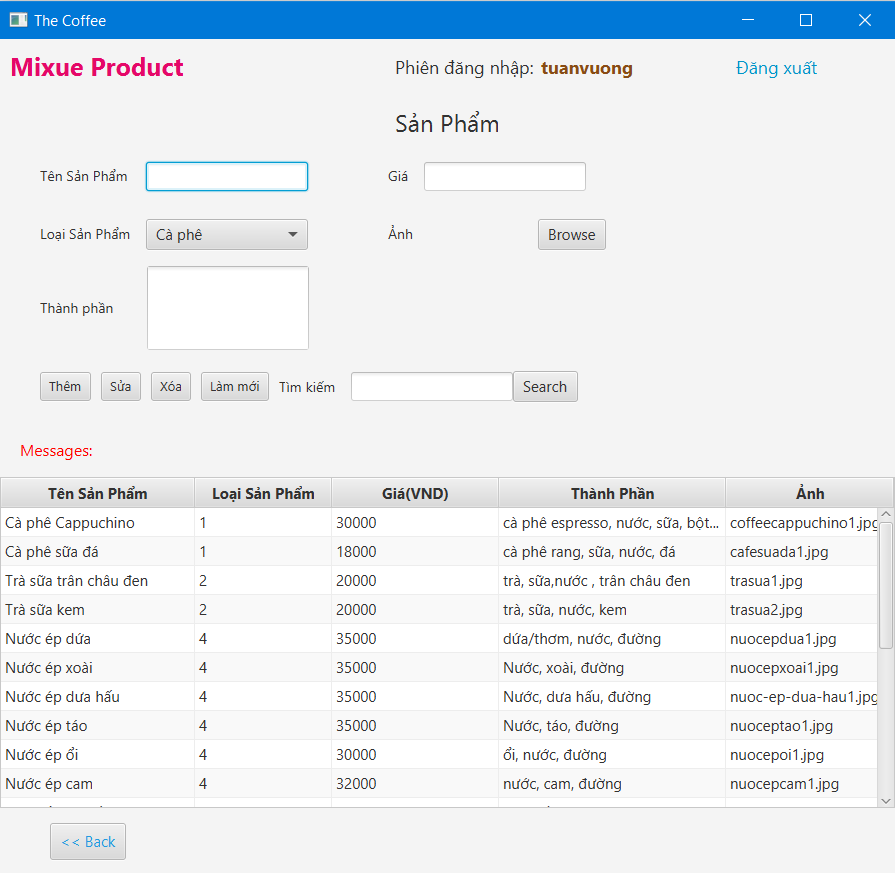 The Coffee
Mixue Product Phiên đăng nhập: tuanvuong Đăng xuất
Sản Phẩm
Tên Sản Phẩm Giá
Loại Sản Phẩm Cà phê Ảnh Browse
Thành phần
Thêm Sửa Xóa Làm mới Tìm kiếm Search
Messages:
Tên Sản Phẩm Loại Sản Phẩm Giá(VND) Thành Phần Ảnh
Cà phê Cappuchino 1 30000 cà phê espresso, nước, sữa, bột... coffeecappuchino1.jpg
Cà phê sữa đá 1 18000 cà phê rang, sữa, nước, đá cafesuada1.jpg
Trà sữa trân châu đen 2 20000 trà, sữa,nước , trân châu đen trasua1.jpg
Trà sữa kem 2 20000 trà, sữa, nước, kem trasua2.jpg
Nước ép dứa 4 35000 dứa/thơm, nước, đường nuocepdua1.jpg
Nước ép xoài 4 35000 Nước, xoài, đường nuocepxoai1.jpg
Nước ép dưa hấu 4 35000 Nước, dưa hấu, đường nuoc-ep-dua-hau1.jpg
Nước ép táo 4 35000 Nước, táo, đường nuoceptao1.jpg
Nước ép ổi 4 30000 ổi, nước, đường nuocepoi1.jpg
Nước ép cam 4 32000 nước, cam, đường nuocepcam1.jpg
<< Back